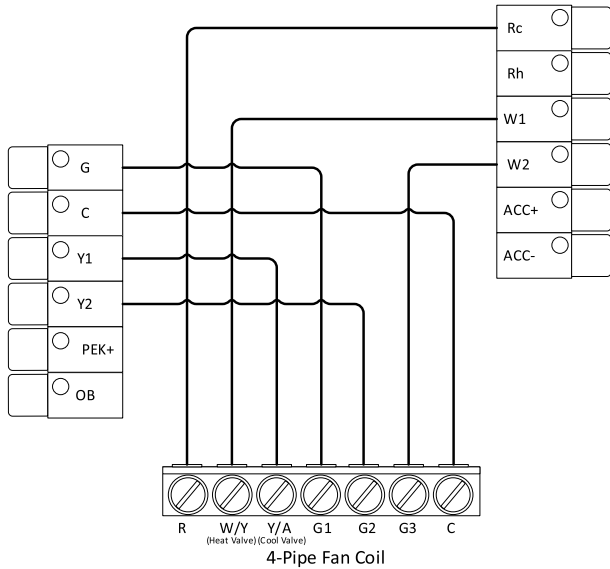 Rc
Rh
W1
W2
ACC+
ACC-
G
C
Y1
Y2
PEK+
OB
R W/Y Y/A G1 G2 G3 C
(Heat Valve) (Cool Valve)
4-Pipe Fan Coil